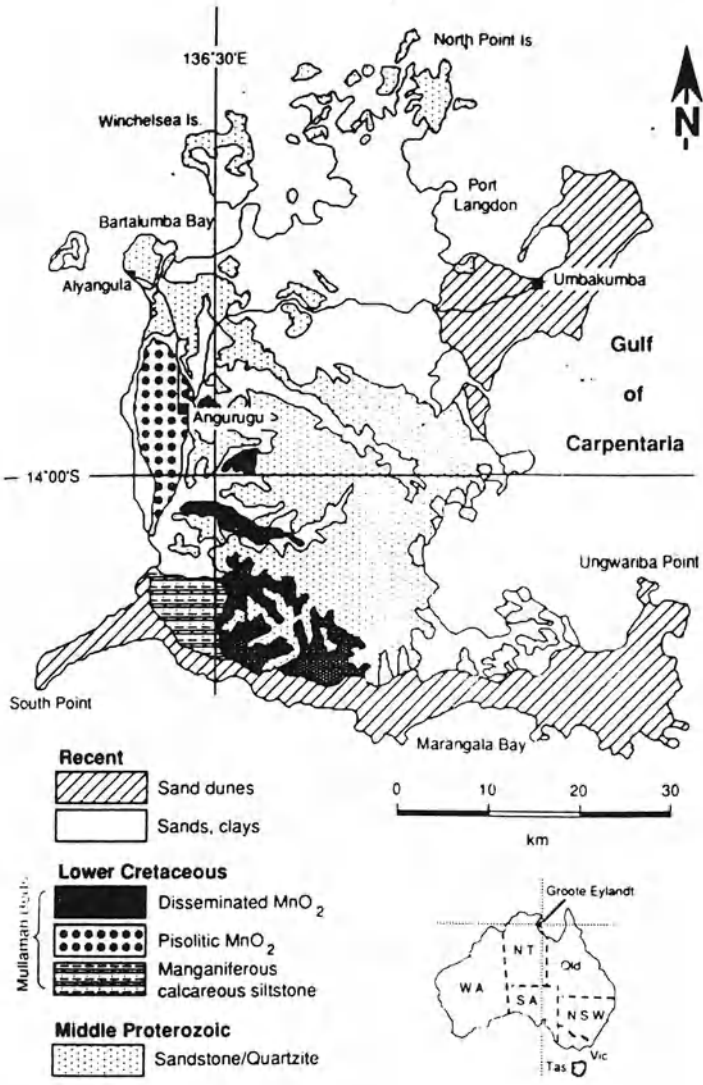 North Point Is.
136°30'E
N
Winchelsea Is.
Port
Langdon
Bartalumba Bay
Alyangula
Umbakumba
Gulf
of
Carpentaria
Angurugu
14°00'S
Ungwariba Point
South Point
Marangala Bay
Recent
Sand dunes
Sands, clays
0 10 20 30
km
Lower Cretaceous
Mullaman
Disseminated MnO2
Pisolitic MnO2
Manganiferous
calcareous siltstone
Middle Proterozoic
Sandstone/Quartzite
Groote Eylandt
NT
Qld
WA
SA
NSW
Vic
Tas